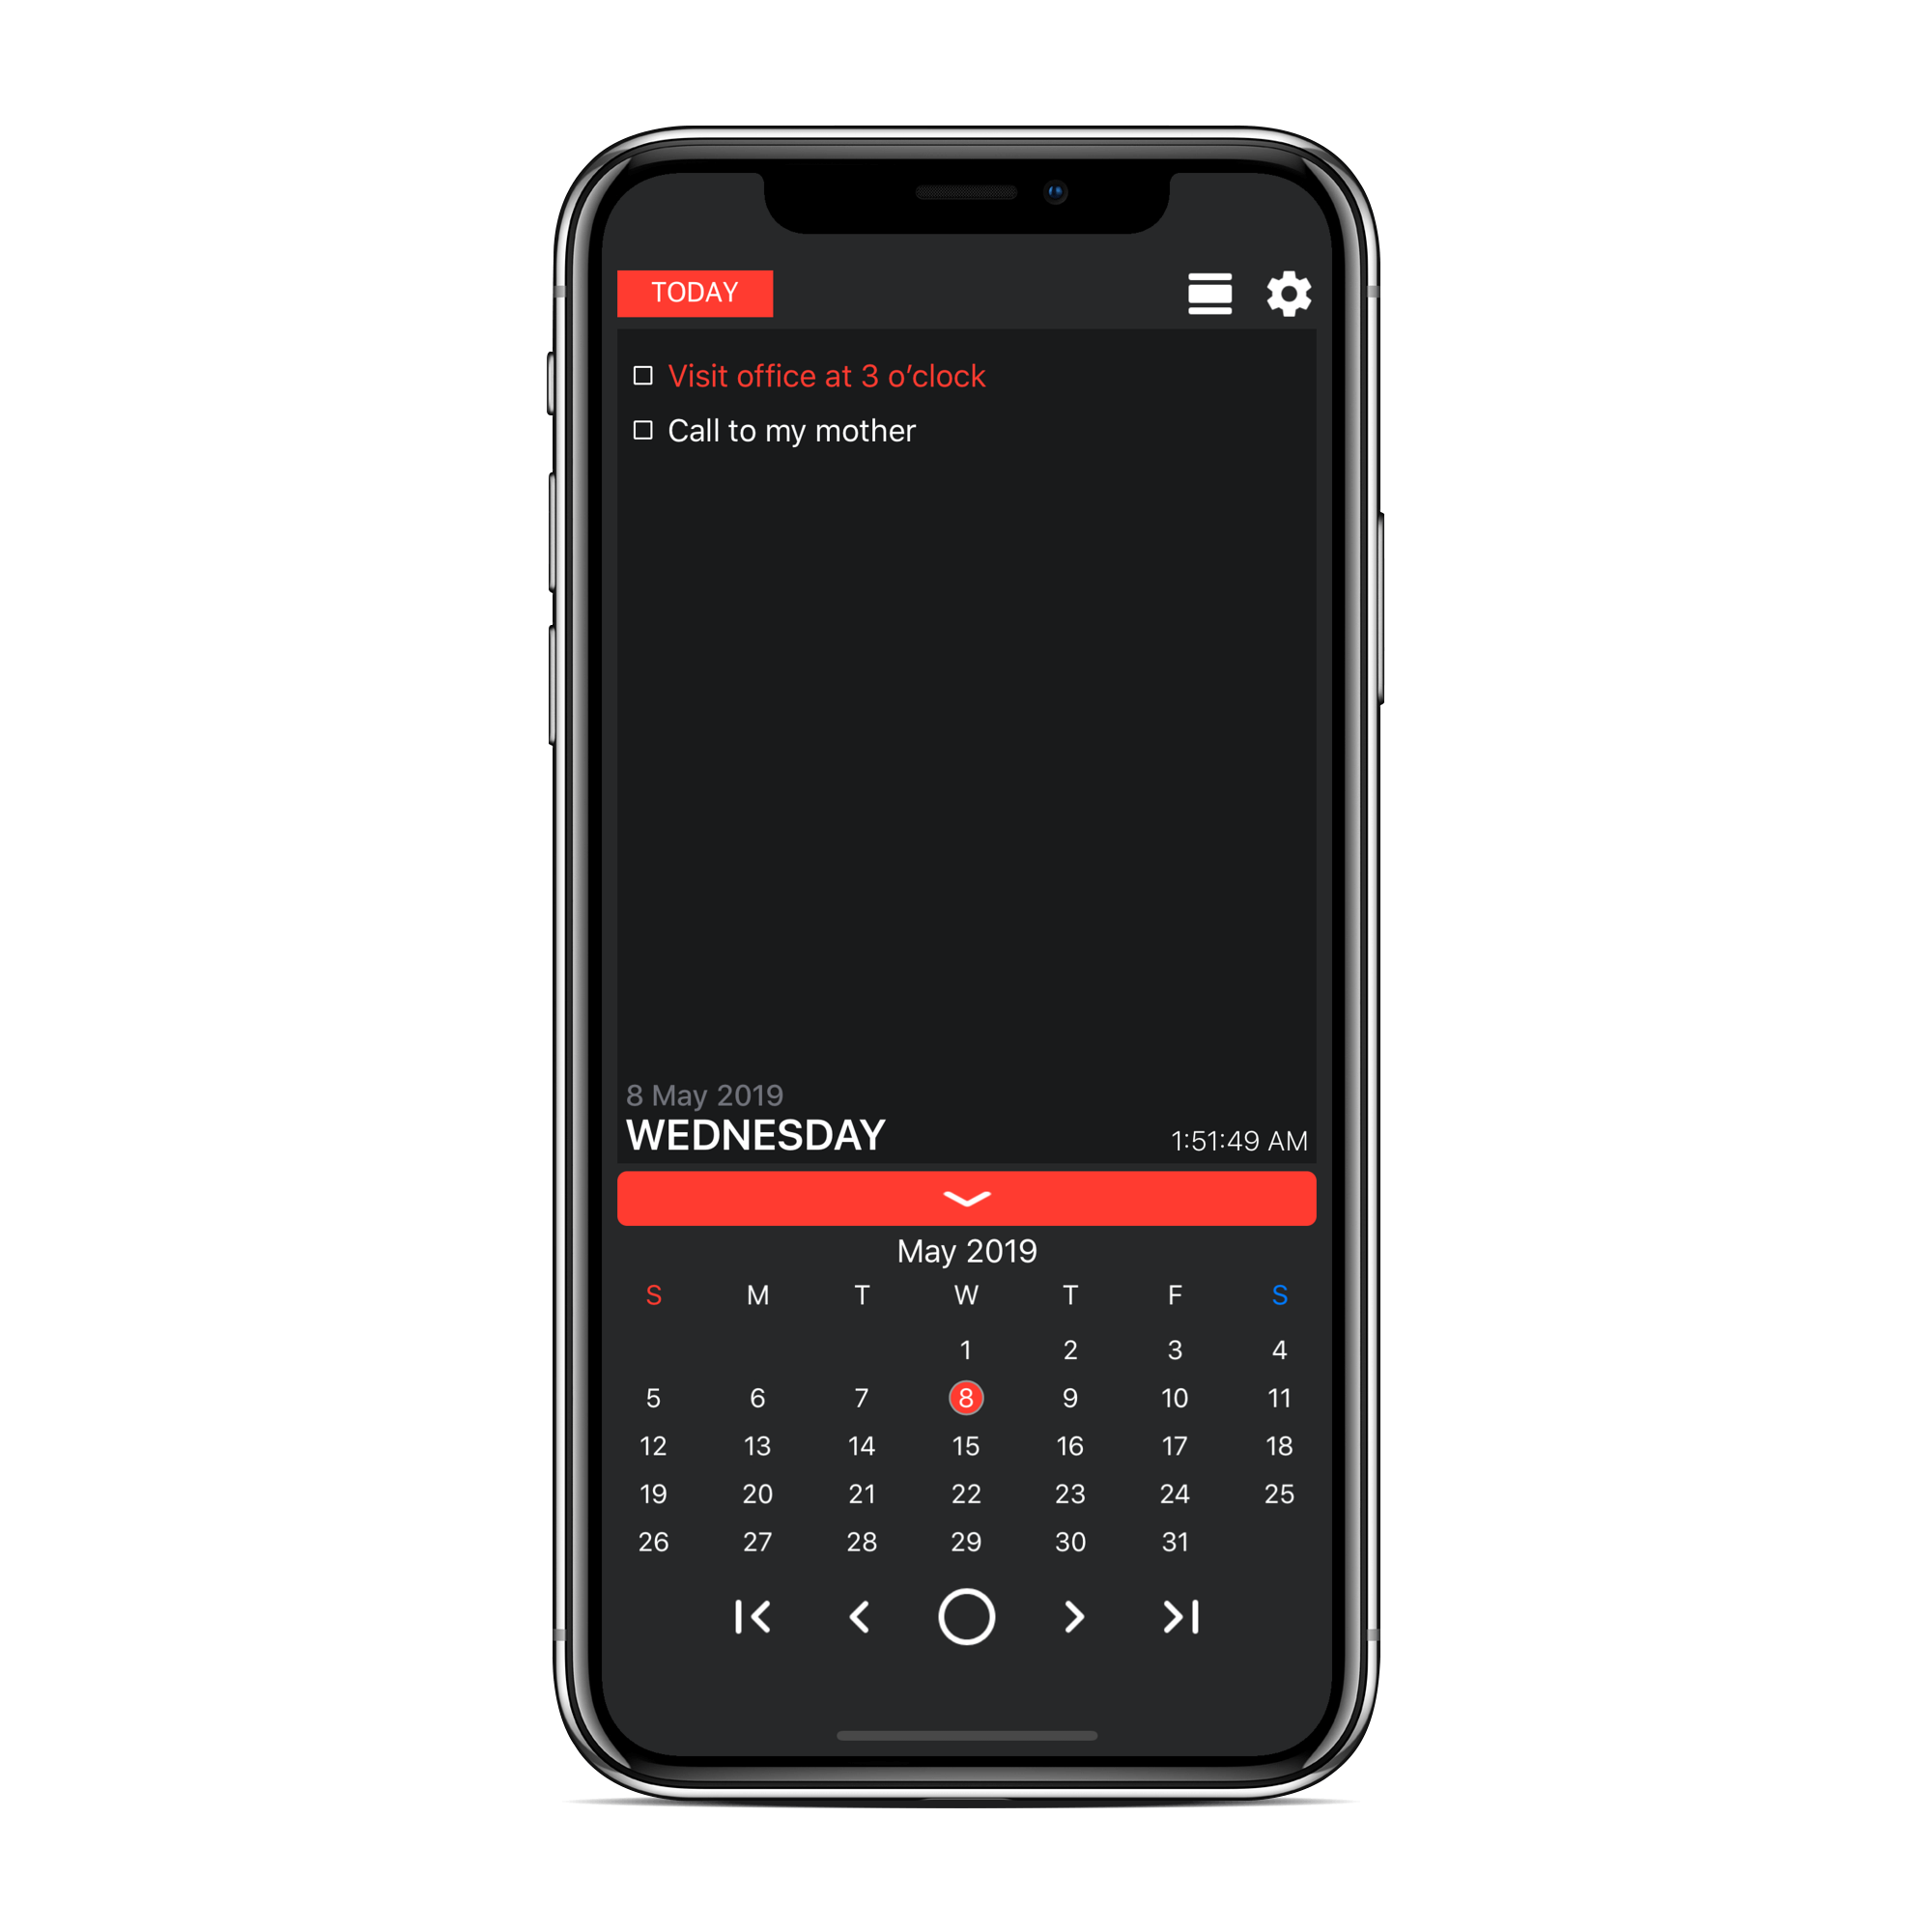 TODAY
Visit office at 3 o’clock
Call to my mother
8 May 2019
WEDNESDAY
1:51:49 AM
May 2019
S M T W T F S
1 2 3 4
5 6 7 8 9 10 11
12 13 14 15 16 17 18
19 20 21 22 23 24 25
26 27 28 29 30 31